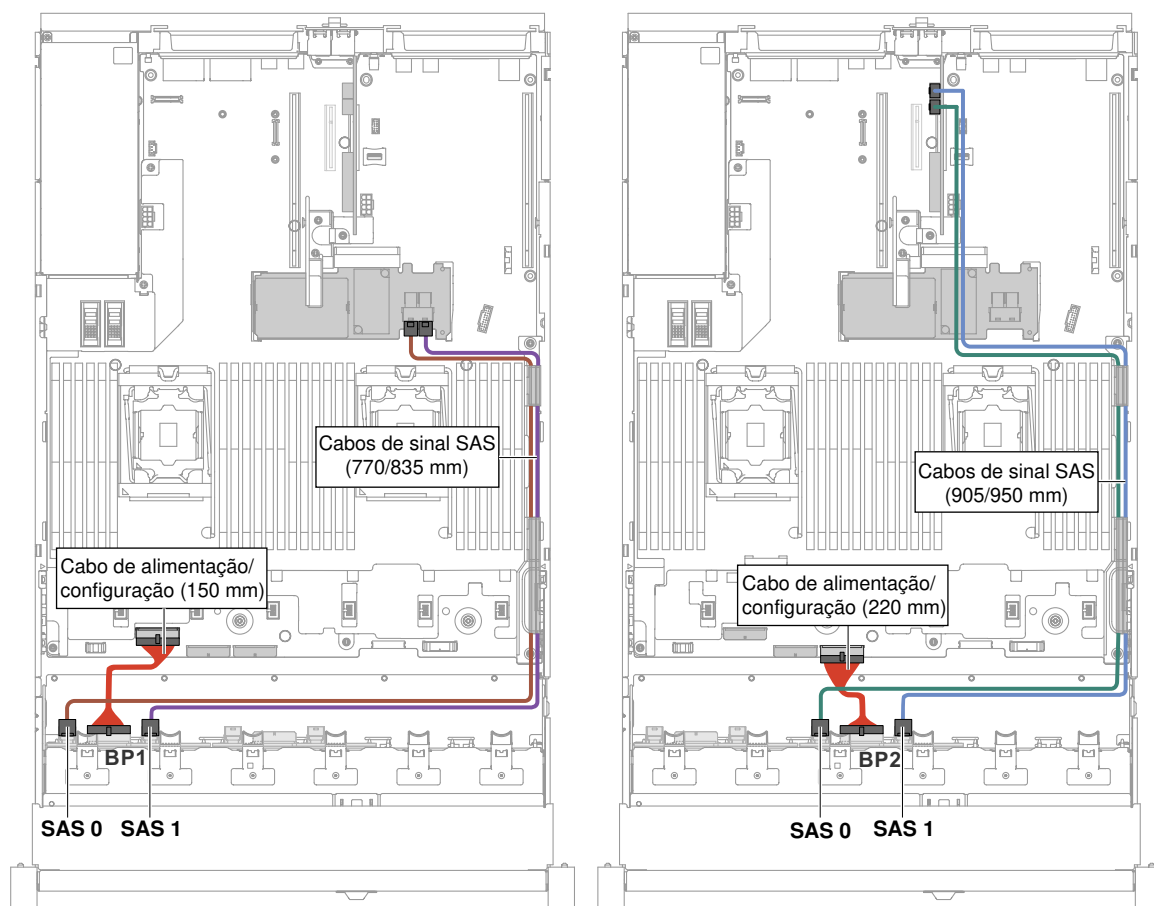 Cabos de sinal SAS
(770/835 mm)
Cabo de alimentação/
configuração (150 mm)
BP1
SAS 0
SAS 1
Cabos de sinal SAS
(905/950 mm)
Cabo de alimentação/
configuração (220 mm)
BP2
SAS 0
SAS 1